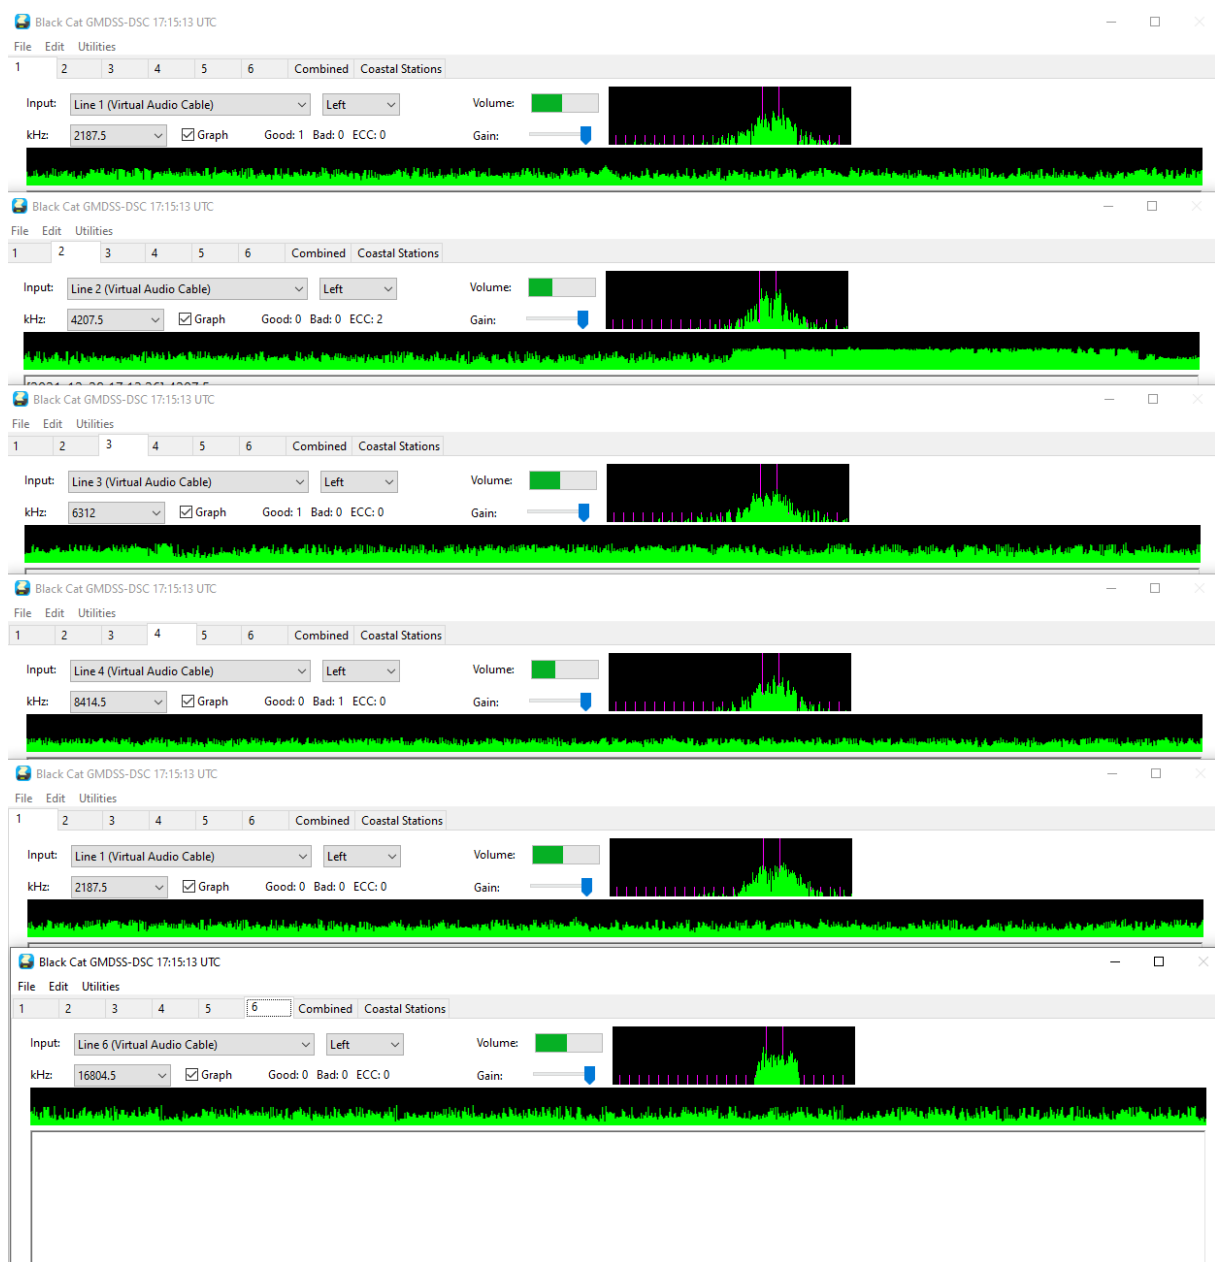 Black Cat GMDSS-DSC 17:15:13 UTC
File Edit Utilities
1 2 3 4 5 6 Combined Coastal Stations
Input: Line 1 (Virtual Audio Cable) Left Volume:
kHz: 2187.5 Graph Good: 1 Bad: 0 ECC: 0 Gain:
Black Cat GMDSS-DSC 17:15:13 UTC
File Edit Utilities
1 2 3 4 5 6 Combined Coastal Stations
Input: Line 2 (Virtual Audio Cable) Left Volume:
kHz: 4207.5 Graph Good: 0 Bad: 0 ECC: 2 Gain:
Black Cat GMDSS-DSC 17:15:13 UTC
File Edit Utilities
1 2 3 4 5 6 Combined Coastal Stations
Input: Line 3 (Virtual Audio Cable) Left Volume:
kHz: 6312 Graph Good: 1 Bad: 0 ECC: 0 Gain:
Black Cat GMDSS-DSC 17:15:13 UTC
File Edit Utilities
1 2 3 4 5 6 Combined Coastal Stations
Input: Line 4 (Virtual Audio Cable) Left Volume:
kHz: 8414.5 Graph Good: 0 Bad: 1 ECC: 0 Gain:
Black Cat GMDSS-DSC 17:15:13 UTC
File Edit Utilities
1 2 3 4 5 6 Combined Coastal Stations
Input: Line 1 (Virtual Audio Cable) Left Volume:
kHz: 2187.5 Graph Good: 0 Bad: 0 ECC: 0 Gain:
Black Cat GMDSS-DSC 17:15:13 UTC
File Edit Utilities
1 2 3 4 5 6 Combined Coastal Stations
Input: Line 6 (Virtual Audio Cable) Left Volume:
kHz: 16804.5 Graph Good: 0 Bad: 0 ECC: 0 Gain: